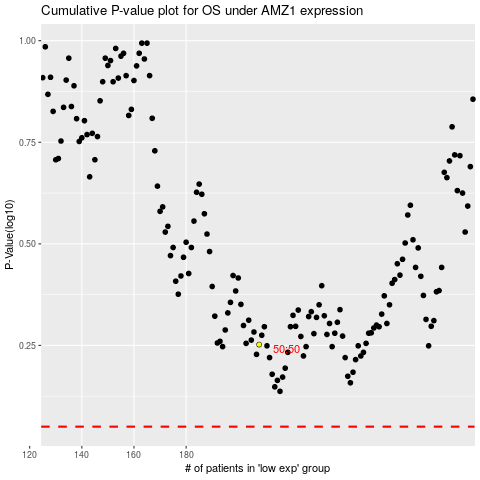 Cumulative P-value plot for OS under AMZ1 expression
P-Value(log10)
1.00
0.75
0.50
0.25
50:50
120 140 160 180
# of patients in 'low exp' group